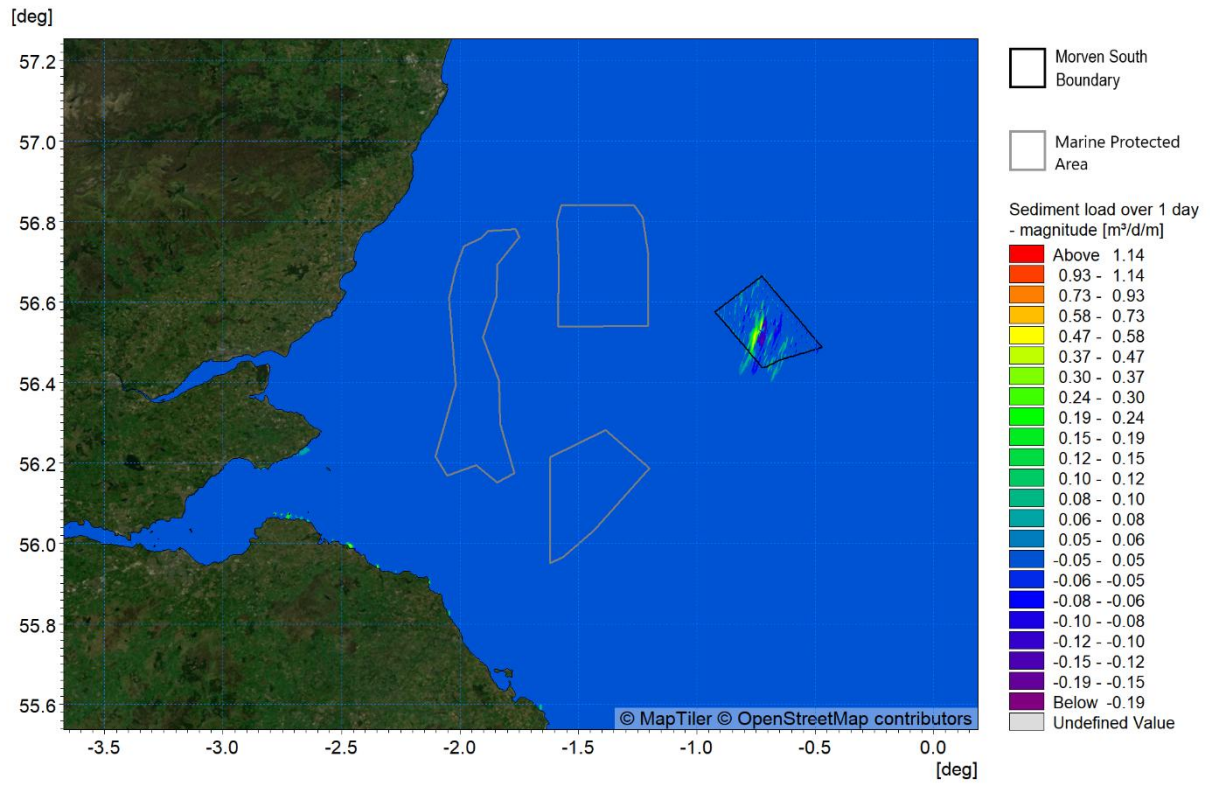 [deg]
57.2
57.0
56.8
56.6
56.4
56.2
56.0
55.8
55.6
-3.5
-3.0
-2.5
-2.0
-1.5
-1.0
-0.5
0.0
[deg]
© MapTiler © OpenStreetMap contributors
Morven South
Boundary
Marine Protected
Area
Sediment load over 1 day
- magnitude [m³/d/m]
Above 1.14
0.93 - 1.14
0.73 - 0.93
0.58 - 0.73
0.47 - 0.58
0.37 - 0.47
0.30 - 0.37
0.24 - 0.30
0.19 - 0.24
0.15 - 0.19
0.12 - 0.15
0.10 - 0.12
0.08 - 0.10
0.06 - 0.08
0.05 - 0.06
-0.05 - 0.05
-0.06 - -0.05
-0.08 - -0.06
-0.10 - -0.08
-0.12 - -0.10
-0.15 - -0.12
-0.19 - -0.15
Below -0.19
Undefined Value